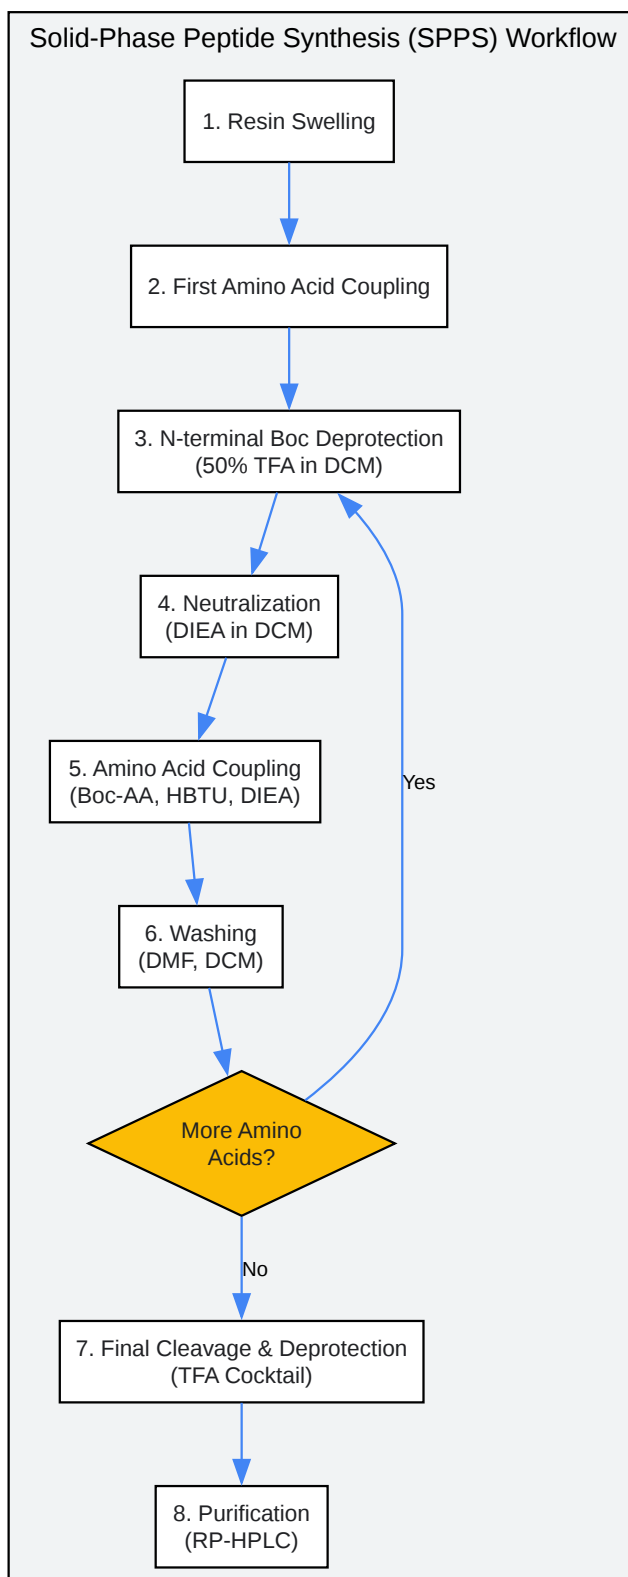 Solid-Phase Peptide Synthesis (SPPS) Workflow
1. Resin Swelling
2. First Amino Acid Coupling
3. N-terminal Boc Deprotection
(50% TFA in DCM)
4. Neutralization
(DIEA in DCM)
5. Amino Acid Coupling
(Boc-AA, HBTU, DIEA)
Yes
6. Washing
(DMF, DCM)
More Amino
Acids?
No
7. Final Cleavage & Deprotection
(TFA Cocktail)
8. Purification
(RP-HPLC)